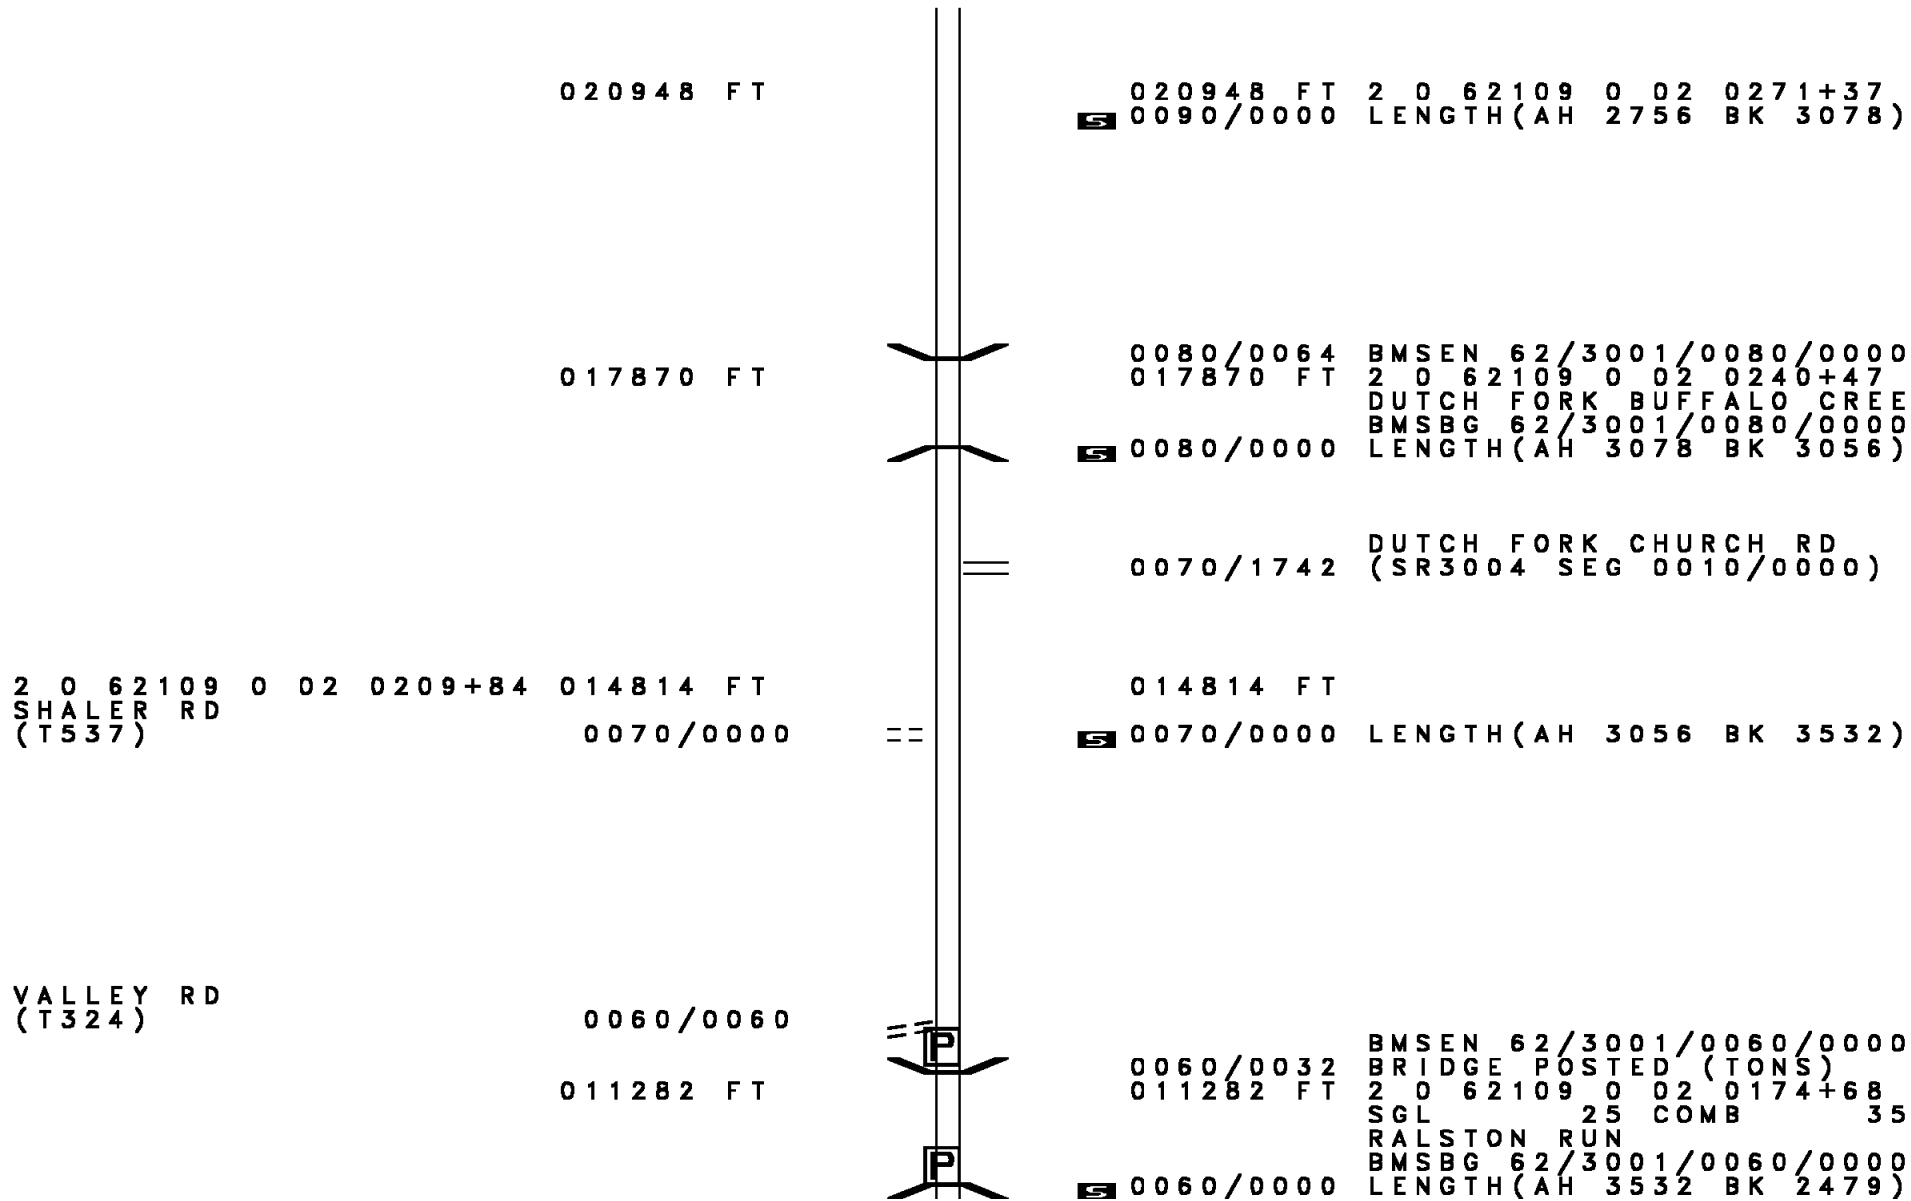 020948 FT 020948 FT 2 0 62109 0 02 0271+37
S 0090/0000 LENGTH(AH 2756 BK 3078)
0080/0064 BMSEN 62/3001/0080/0000
017870 FT 017870 FT 2 0 62109 0 02 0240+47
DUTCH FORK BUFFALO CREE
BMSBG 62/3001/0080/0000
S 0080/0000 LENGTH(AH 3078 BK 3056)
DUTCH FORK CHURCH RD
0070/1742 (SR3004 SEG 0010/0000)
2 0 62109 0 02 0209+84 014814 FT 014814 FT
SHALER RD
(T537) 0070/0000 S 0070/0000 LENGTH(AH 3056 BK 3532)
VALLEY RD
(T324) 0060/0060
P BMSEN 62/3001/0060/0000
0060/0032 BRIDGE POSTED (TONS)
011282 FT 011282 FT 2 0 62109 0 02 0174+68
SGL 25 COMB 35
RALSTON RUN
P BMSBG 62/3001/0060/0000
S 0060/0000 LENGTH(AH 3532 BK 2479)